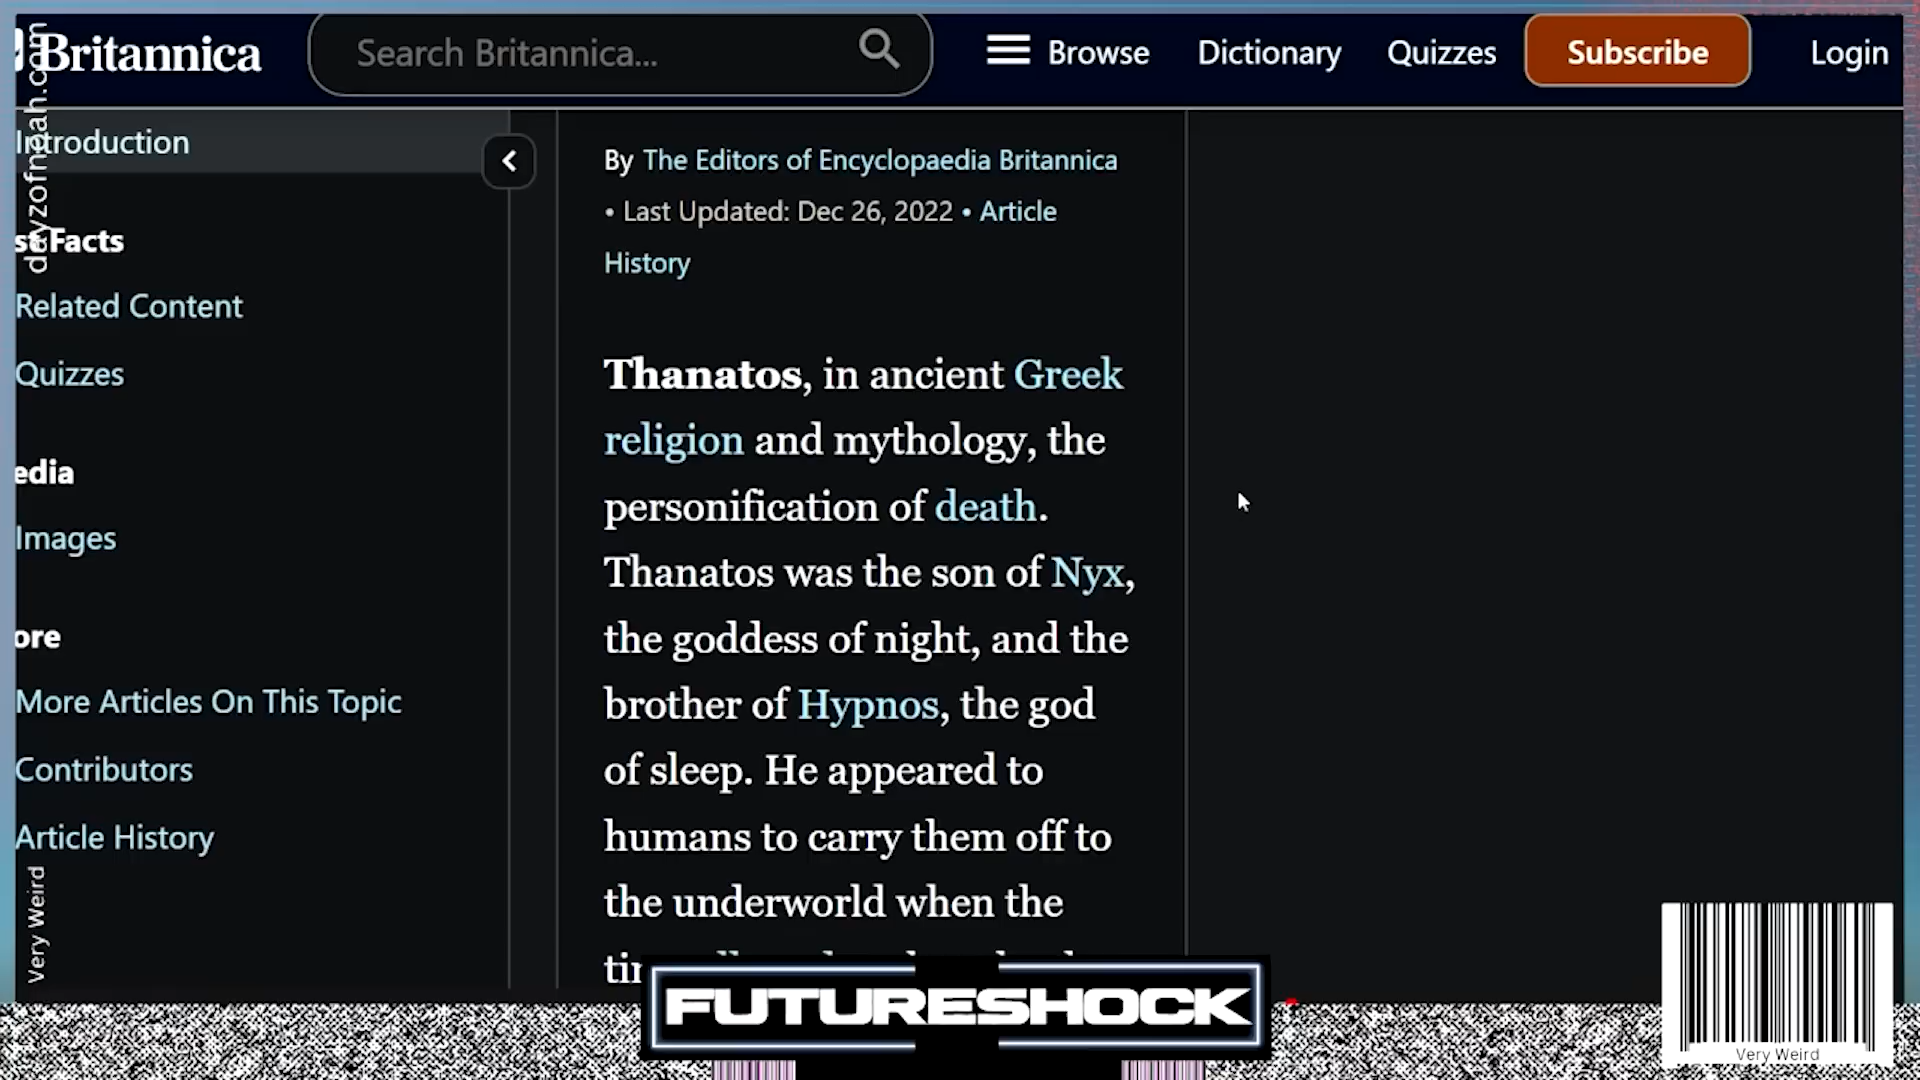 Britannica
Search Britannica...
Browse
Dictionary
Quizzes
Subscribe
Login
dayzofnoah.com
Introduction
st Facts
Related Content
Quizzes
edia
Images
ore
More Articles On This Topic
Contributors
Article History
Very Weird
By The Editors of Encyclopaedia Britannica
• Last Updated: Dec 26, 2022 • Article
History
Thanatos, in ancient Greek
religion and mythology, the
personification of death.
Thanatos was the son of Nyx,
the goddess of night, and the
brother of Hypnos, the god
of sleep. He appeared to
humans to carry them off to
the underworld when the
FUTURESHOCK
Very Weird